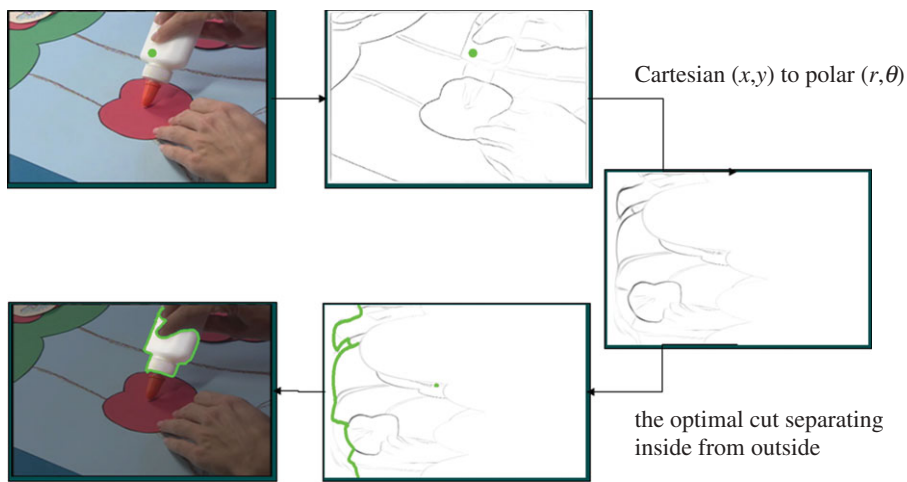 Cartesian (x,y) to polar (r,θ)
the optimal cut separating
inside from outside